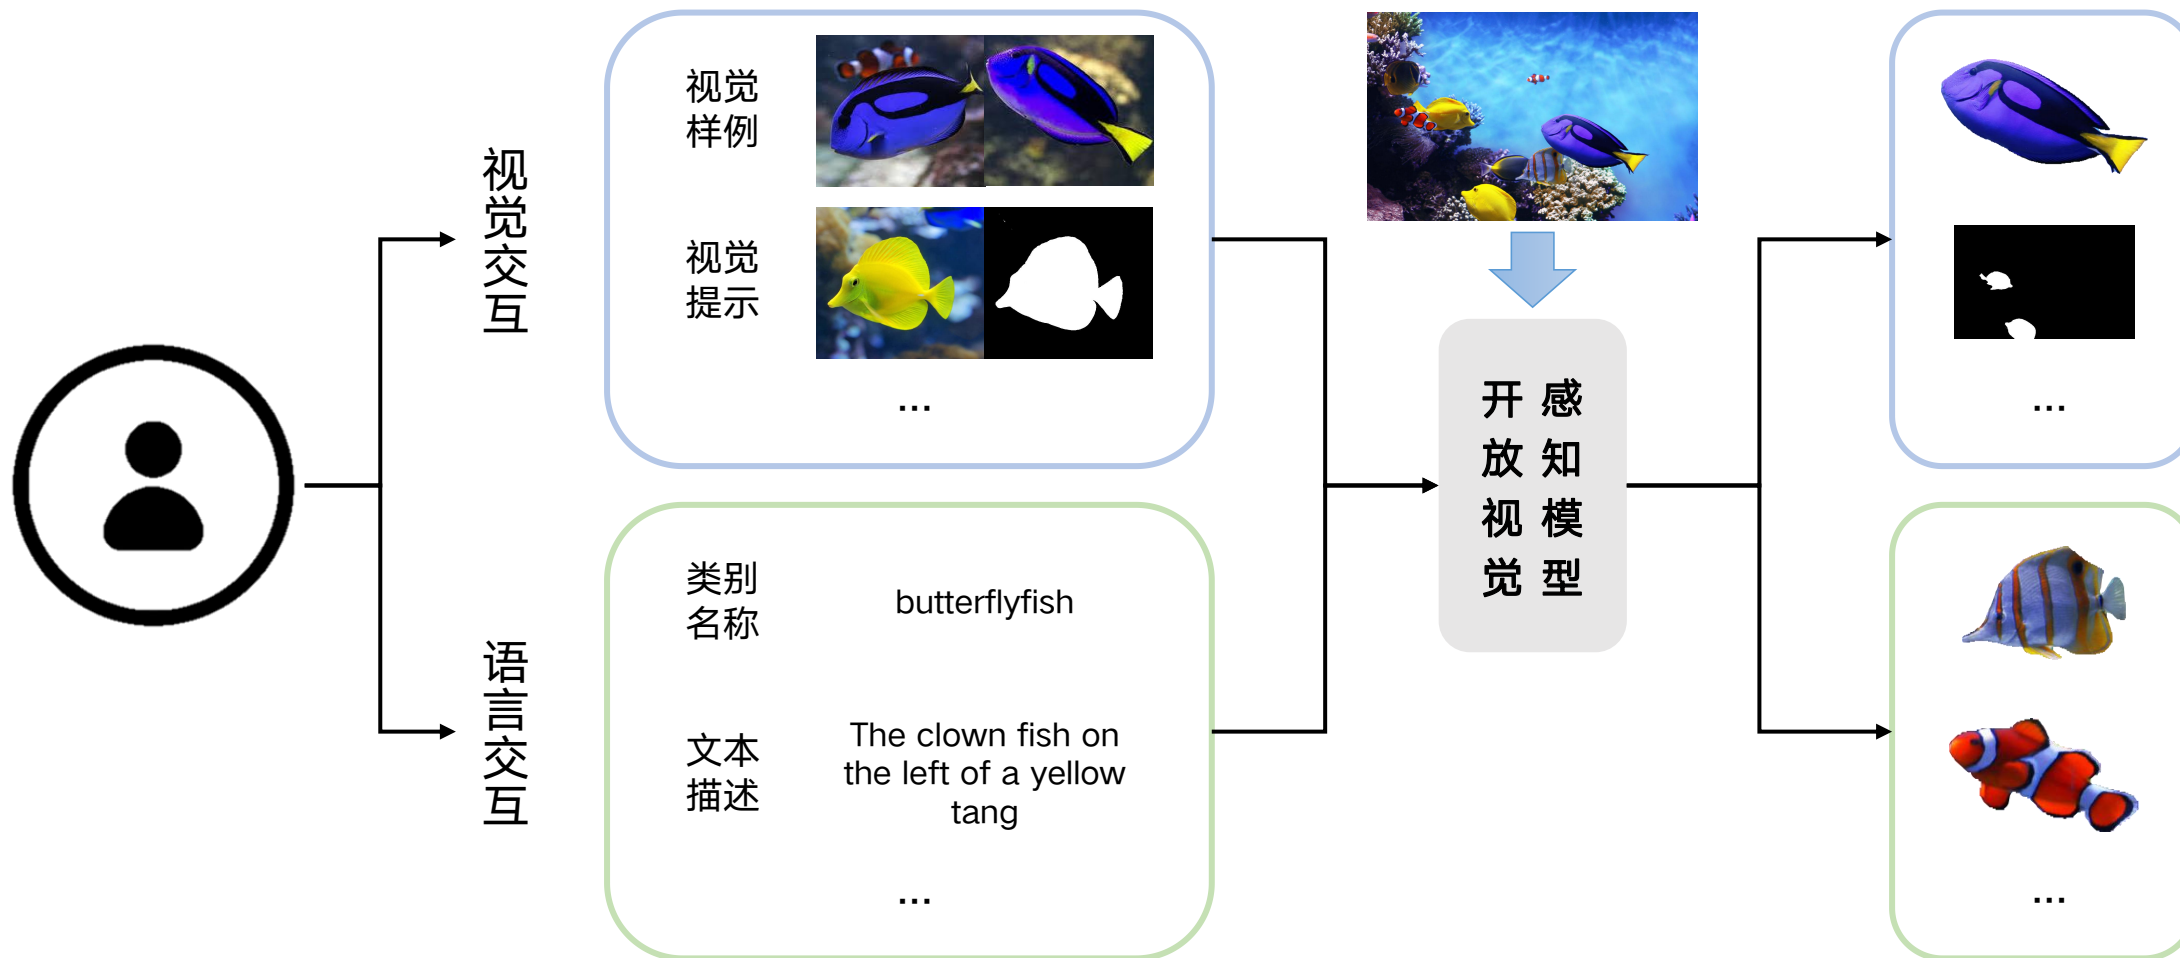 视觉交互
视觉
样例
视觉
提示
...
语言交互
类别
名称
butterflyfish
文本
描述
The clown fish on
the left of a yellow
tang
...
开放视觉
感知模型
...
...